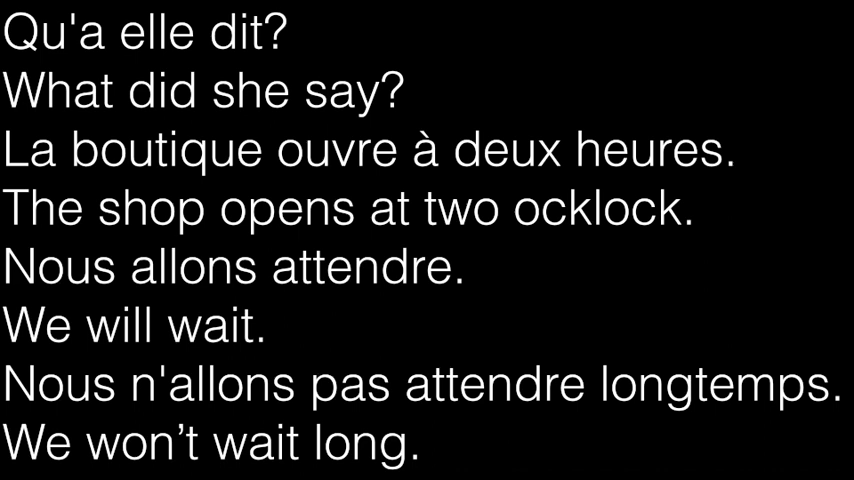 Qu'a elle dit?
What did she say?
La boutique ouvre à deux heures.
The shop opens at two ocklock.
Nous allons attendre.
We will wait.
Nous n'allons pas attendre longtemps.
We won’t wait long.